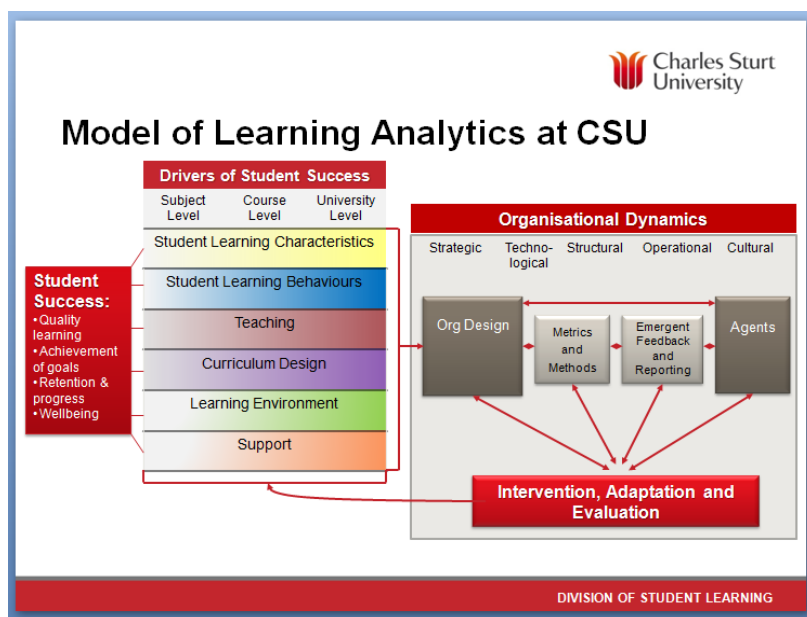 Charles Sturt
University
Model of Learning Analytics at CSU
Drivers of Student Success
Subject Level
Course Level
University Level
Student Learning Characteristics
Student Learning Behaviours
Teaching
Curriculum Design
Learning Environment
Support
Student
Success:
•Quality
learning
•Achievement
of goals
•Retention &
progress
•Wellbeing
Organisational Dynamics
Strategic
Techno-
logical
Structural
Operational
Cultural
Org Design
Metrics
and
Methods
Emergent
Feedback
and
Reporting
Agents
Intervention, Adaptation and
Evaluation
DIVISION OF STUDENT LEARNING